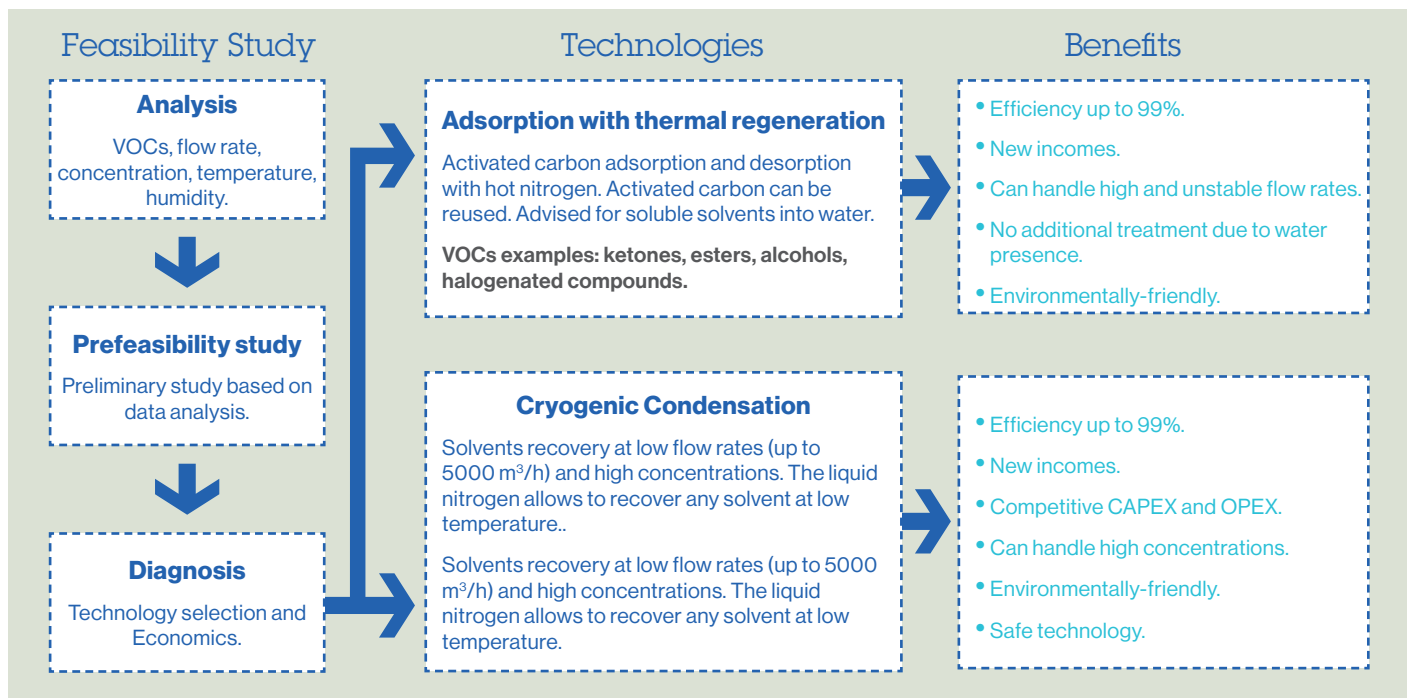 Feasibility Study
Analysis
VOCs, flow rate,
concentration, temperature,
humidity.
Prefeasibility study
Preliminary study based on
data analysis.
Diagnosis
Technology selection and
Economics.
Technologies
Adsorption with thermal regeneration
Activated carbon adsorption and desorption
with hot nitrogen. Activated carbon can be
reused. Advised for soluble solvents into water.
VOCs examples: ketones, esters, alcohols,
halogenated compounds.
Cryogenic Condensation
Solvents recovery at low flow rates (up to
5000 m³/h) and high concentrations. The liquid
nitrogen allows to recover any solvent at low
temperature..
Solvents recovery at low flow rates (up to 5000
m³/h) and high concentrations. The liquid
nitrogen allows to recover any solvent at low
temperature.
Benefits
• Efficiency up to 99%.
• New incomes.
• Can handle high and unstable flow rates.
• No additional treatment due to water
presence.
• Environmentally-friendly.
• Efficiency up to 99%.
• New incomes.
• Competitive CAPEX and OPEX.
• Can handle high concentrations.
• Environmentally-friendly.
• Safe technology.